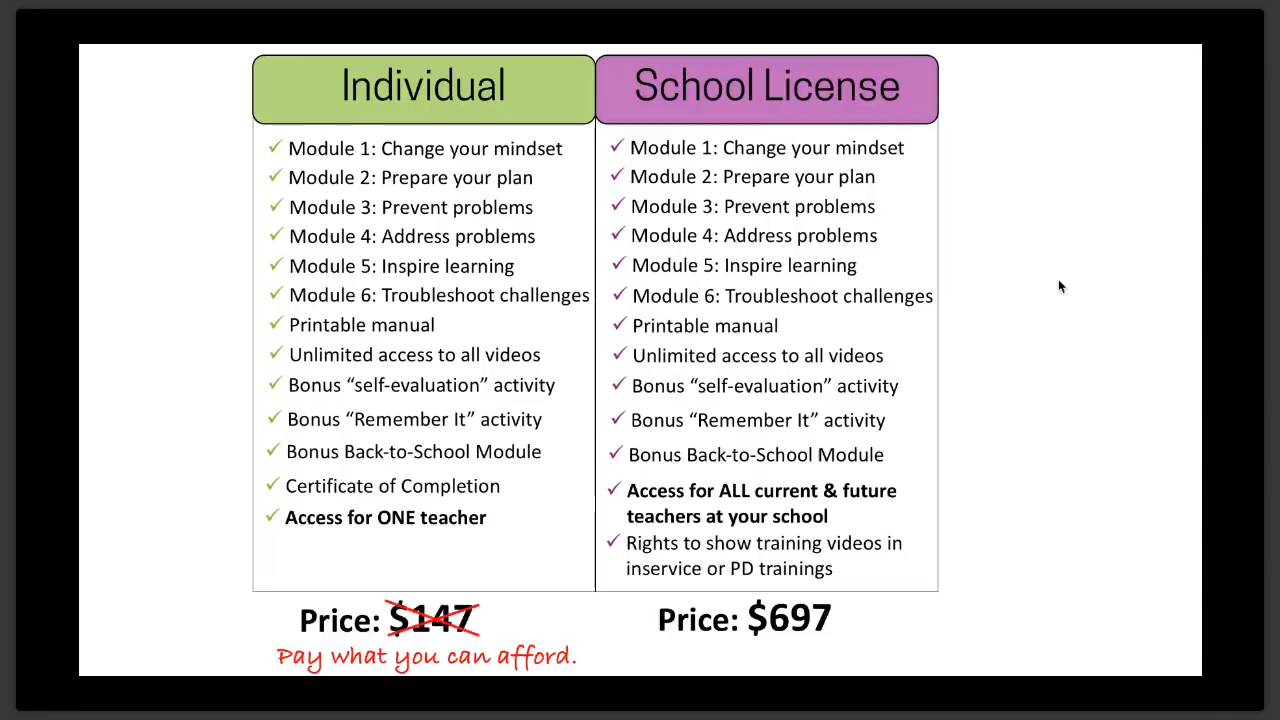 Individual
Module 1: Change your mindset
Module 2: Prepare your plan
Module 3: Prevent problems
Module 4: Address problems
Module 5: Inspire learning
Module 6: Troubleshoot challenges
Printable manual
Unlimited access to all videos
Bonus “self-evaluation” activity
Bonus “Remember It” activity
Bonus Back-to-School Module
Certificate of Completion
Access for ONE teacher
Price: $147
Pay what you can afford.
School License
Module 1: Change your mindset
Module 2: Prepare your plan
Module 3: Prevent problems
Module 4: Address problems
Module 5: Inspire learning
Module 6: Troubleshoot challenges
Printable manual
Unlimited access to all videos
Bonus “self-evaluation” activity
Bonus “Remember It” activity
Bonus Back-to-School Module
Access for ALL current & future
teachers at your school
Rights to show training videos in
inservice or PD trainings
Price: $697